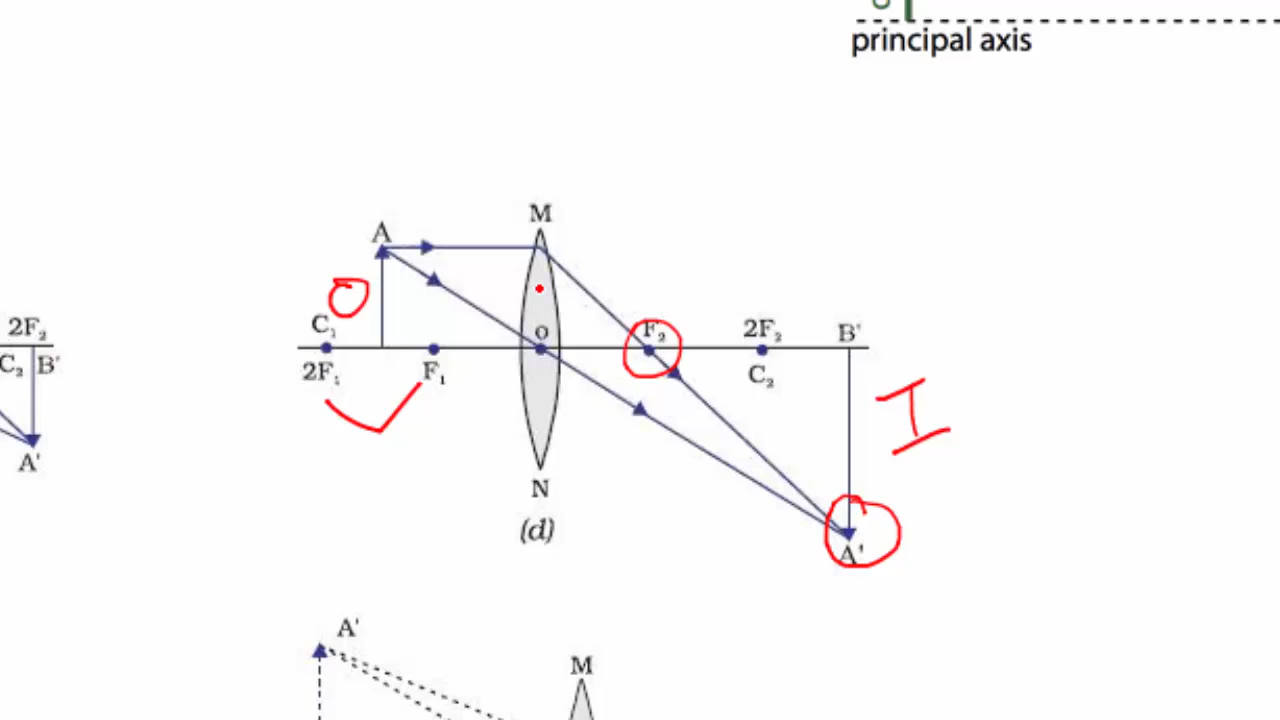 principal axis
M
A
O
C₁
O
F₂
2F₂
B'
2F₂
C₂
B'
2F₁
F₁
C₂
I
A'
N
(d)
A'
A'
M